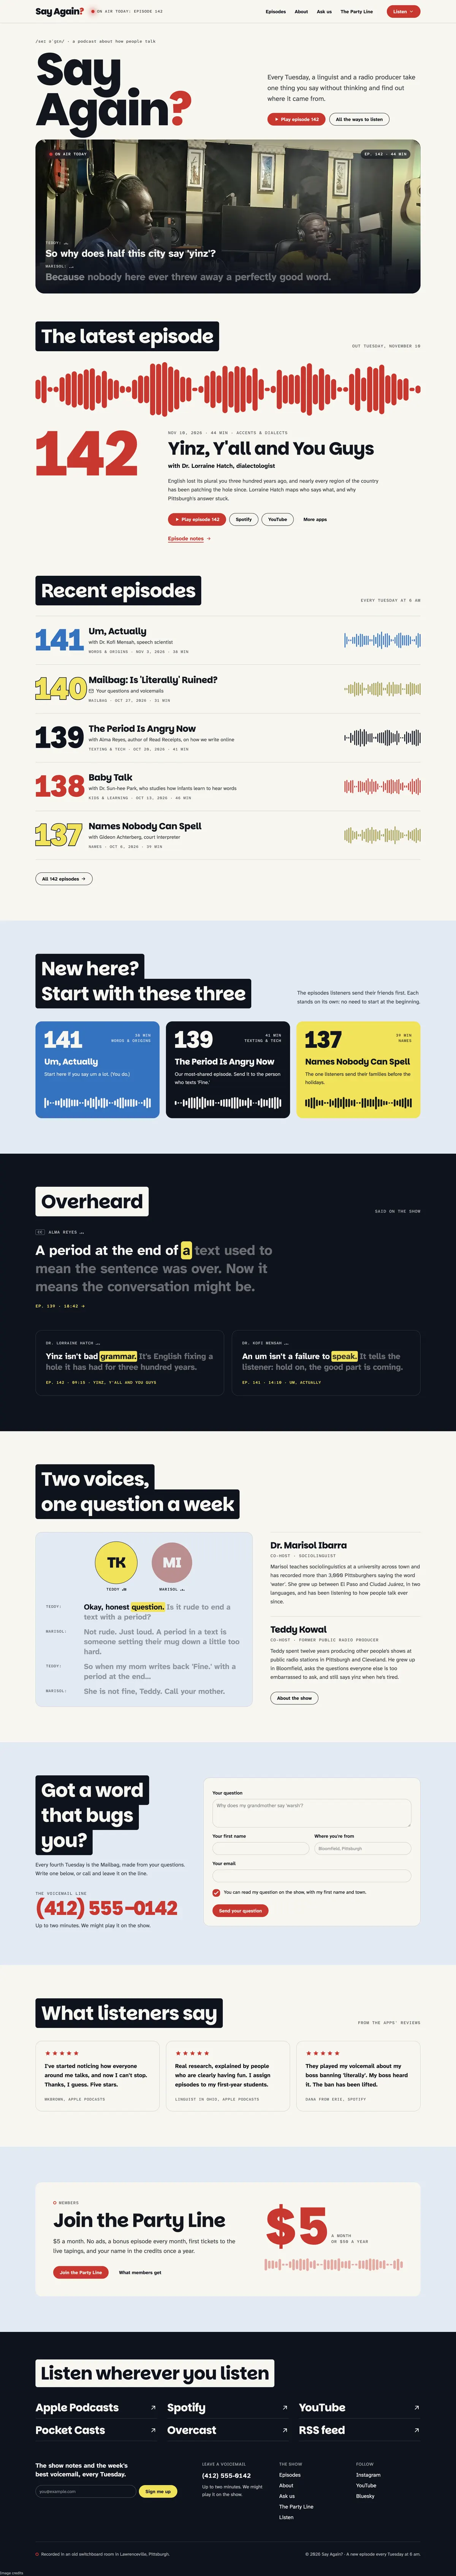 Say Again?
ON AIR TODAY: EPISODE 142
Episodes
About
Ask us
The Party Line
Listen
a podcast about how people talk
Say
Again?
Every Tuesday, a linguist and a radio producer take
one thing you say without thinking and find out
where it came from.
Play episode 142
All the ways to listen
ON AIR TODAY
EP. 142 · 44 MIN
TEDDY:
So why does half this city say 'yinz'?
MARISOL:
Because nobody here ever threw away a perfectly good word.
The latest episode
OUT TUESDAY, NOVEMBER 10
142
NOV 10, 2026 · 44 MIN · ACCENTS & DIALECTS
Yinz, Y'all and You Guys
with Dr. Lorraine Hatch, dialectologist
English lost its plural you three hundred years ago, and nearly every region of the country
has been patching the hole since. Lorraine Hatch maps who says what, and why
Pittsburgh's answer stuck.
Play episode 142
Spotify
YouTube
More apps
Episode notes →
Recent episodes
EVERY TUESDAY AT 6 AM
141
Um, Actually
with Dr. Kofi Mensah, speech scientist
WORDS & ORIGINS · NOV 3, 2026 · 38 MIN
140
Mailbag: Is 'Literally' Ruined?
Your questions and voicemails
MAILBAG · OCT 27, 2026 · 52 MIN
139
The Period Is Angry Now
with Alma Reyes, author of Read Receipts, on how we write online
TEXTING & TECH · OCT 20, 2026 · 41 MIN
138
Baby Talk
with Dr. Sun-hee Park, who studies how infants learn to hear words
KIDS & LEARNING · OCT 13, 2026 · 46 MIN
137
Names Nobody Can Spell
with Gideon Achterberg, court interpreter
NAMES · OCT 6, 2026 · 39 MIN
All 142 episodes →
New here?
Start with these three
The episodes listeners send their friends first. Each
stands on its own: no need to start at the beginning.
141
38 MIN
WORDS & ORIGINS
Um, Actually
Start here if you say um a lot. (You do.)
139
41 MIN
TEXTING & TECH
The Period Is Angry Now
Our most-shared episode. Send it to the person
who texts 'Fine.'
137
39 MIN
NAMES
Names Nobody Can Spell
The one listeners send their families before the
holidays.
Overheard
SAID ON THE SHOW
ALMA REYES
A period at the end of a text used to
mean the sentence was over. Now it
means the conversation might be.
EP. 139 · 18:42 →
DR. LORRAINE HATCH
Yinz isn't bad grammar. It's English fixing a
hole it has had for three hundred years.
EP. 142 · 09:15 · YINZ, Y'ALL AND YOU GUYS
DR. KOFI MENSAH
An um isn't a failure to speak. It tells the
listener: hold on, the good part is coming.
EP. 141 · 14:10 · UM, ACTUALLY
Two voices,
one question a week
TK
MI
TEDDY
MARISOL
TEDDY:
Okay, honest question. Is it rude to end a
text with a period?
MARISOL:
Not rude. Just loud. A period in a text is
someone setting their mug down a little too
hard.
TEDDY:
So when my mom writes back 'Fine.' with a
period at the end...
MARISOL:
She is not fine, Teddy. Call your mother.
Dr. Marisol Ibarra
CO-HOST · SOCIOLINGUIST
Marisol teaches sociolinguistics at a university across town and
has recorded more than 3,000 Pittsburghers saying the word
'water'. She grew up between El Paso and Ciudad Juárez, in two
languages, and has been listening to how people talk ever
since.
Teddy Kowal
CO-HOST · FORMER PUBLIC RADIO PRODUCER
Teddy spent twelve years producing other people's shows at
public radio stations in Pittsburgh and Cleveland. He grew up
in Bloomfield, asks the questions everyone else is too
embarrassed to ask, and still says yinz when he's tired.
About the show
Got a word
that bugs
you?
Every fourth Tuesday is the Mailbag, made from your questions.
Write one below, or call and leave it on the line.
THE VOICEMAIL LINE
(412) 555-0142
Up to two minutes. We might play it on the show.
Your question
Why does my grandmother say 'warsh'?
Your first name
Where you're from
Bloomfield, Pittsburgh
Your email
You can read my question on the show, with my first name and town.
Send your question
What listeners say
FROM THE APPS' REVIEWS
I've started noticing how everyone
around me talks, and now I can't stop.
Thanks, I guess. Five stars.
Real research, explained by people
who are clearly having fun. I assign
episodes to my first-year students.
LINGUIST IN OHIO, APPLE PODCASTS
They played my voicemail about my
boss banning 'literally'. My boss heard
it. The ban has been lifted.
DANA FROM ERIE, SPOTIFY
MEMBERS
Join the Party Line
$5 a month. No ads, a bonus episode every month, first tickets to the
live tapings, and your name in the credits once a year.
Join the Party Line
What members get
$5
A MONTH
OR $50 A YEAR
Listen wherever you listen
Apple Podcasts
Spotify
YouTube
Pocket Casts
Overcast
RSS feed
The show notes and the week's
best voicemail, every Tuesday.
you@example.com
Sign me up
LEAVE A VOICEMAIL
(412) 555-0142
Up to two minutes. We might
play it on the show.
THE SHOW
Episodes
About
Ask us
The Party Line
Listen
FOLLOW
Instagram
YouTube
Bluesky
Recorded in an old switchboard room in Lawrenceville, Pittsburgh.
© 2026 Say Again? · A new episode every Tuesday at 6 am.
Image credits